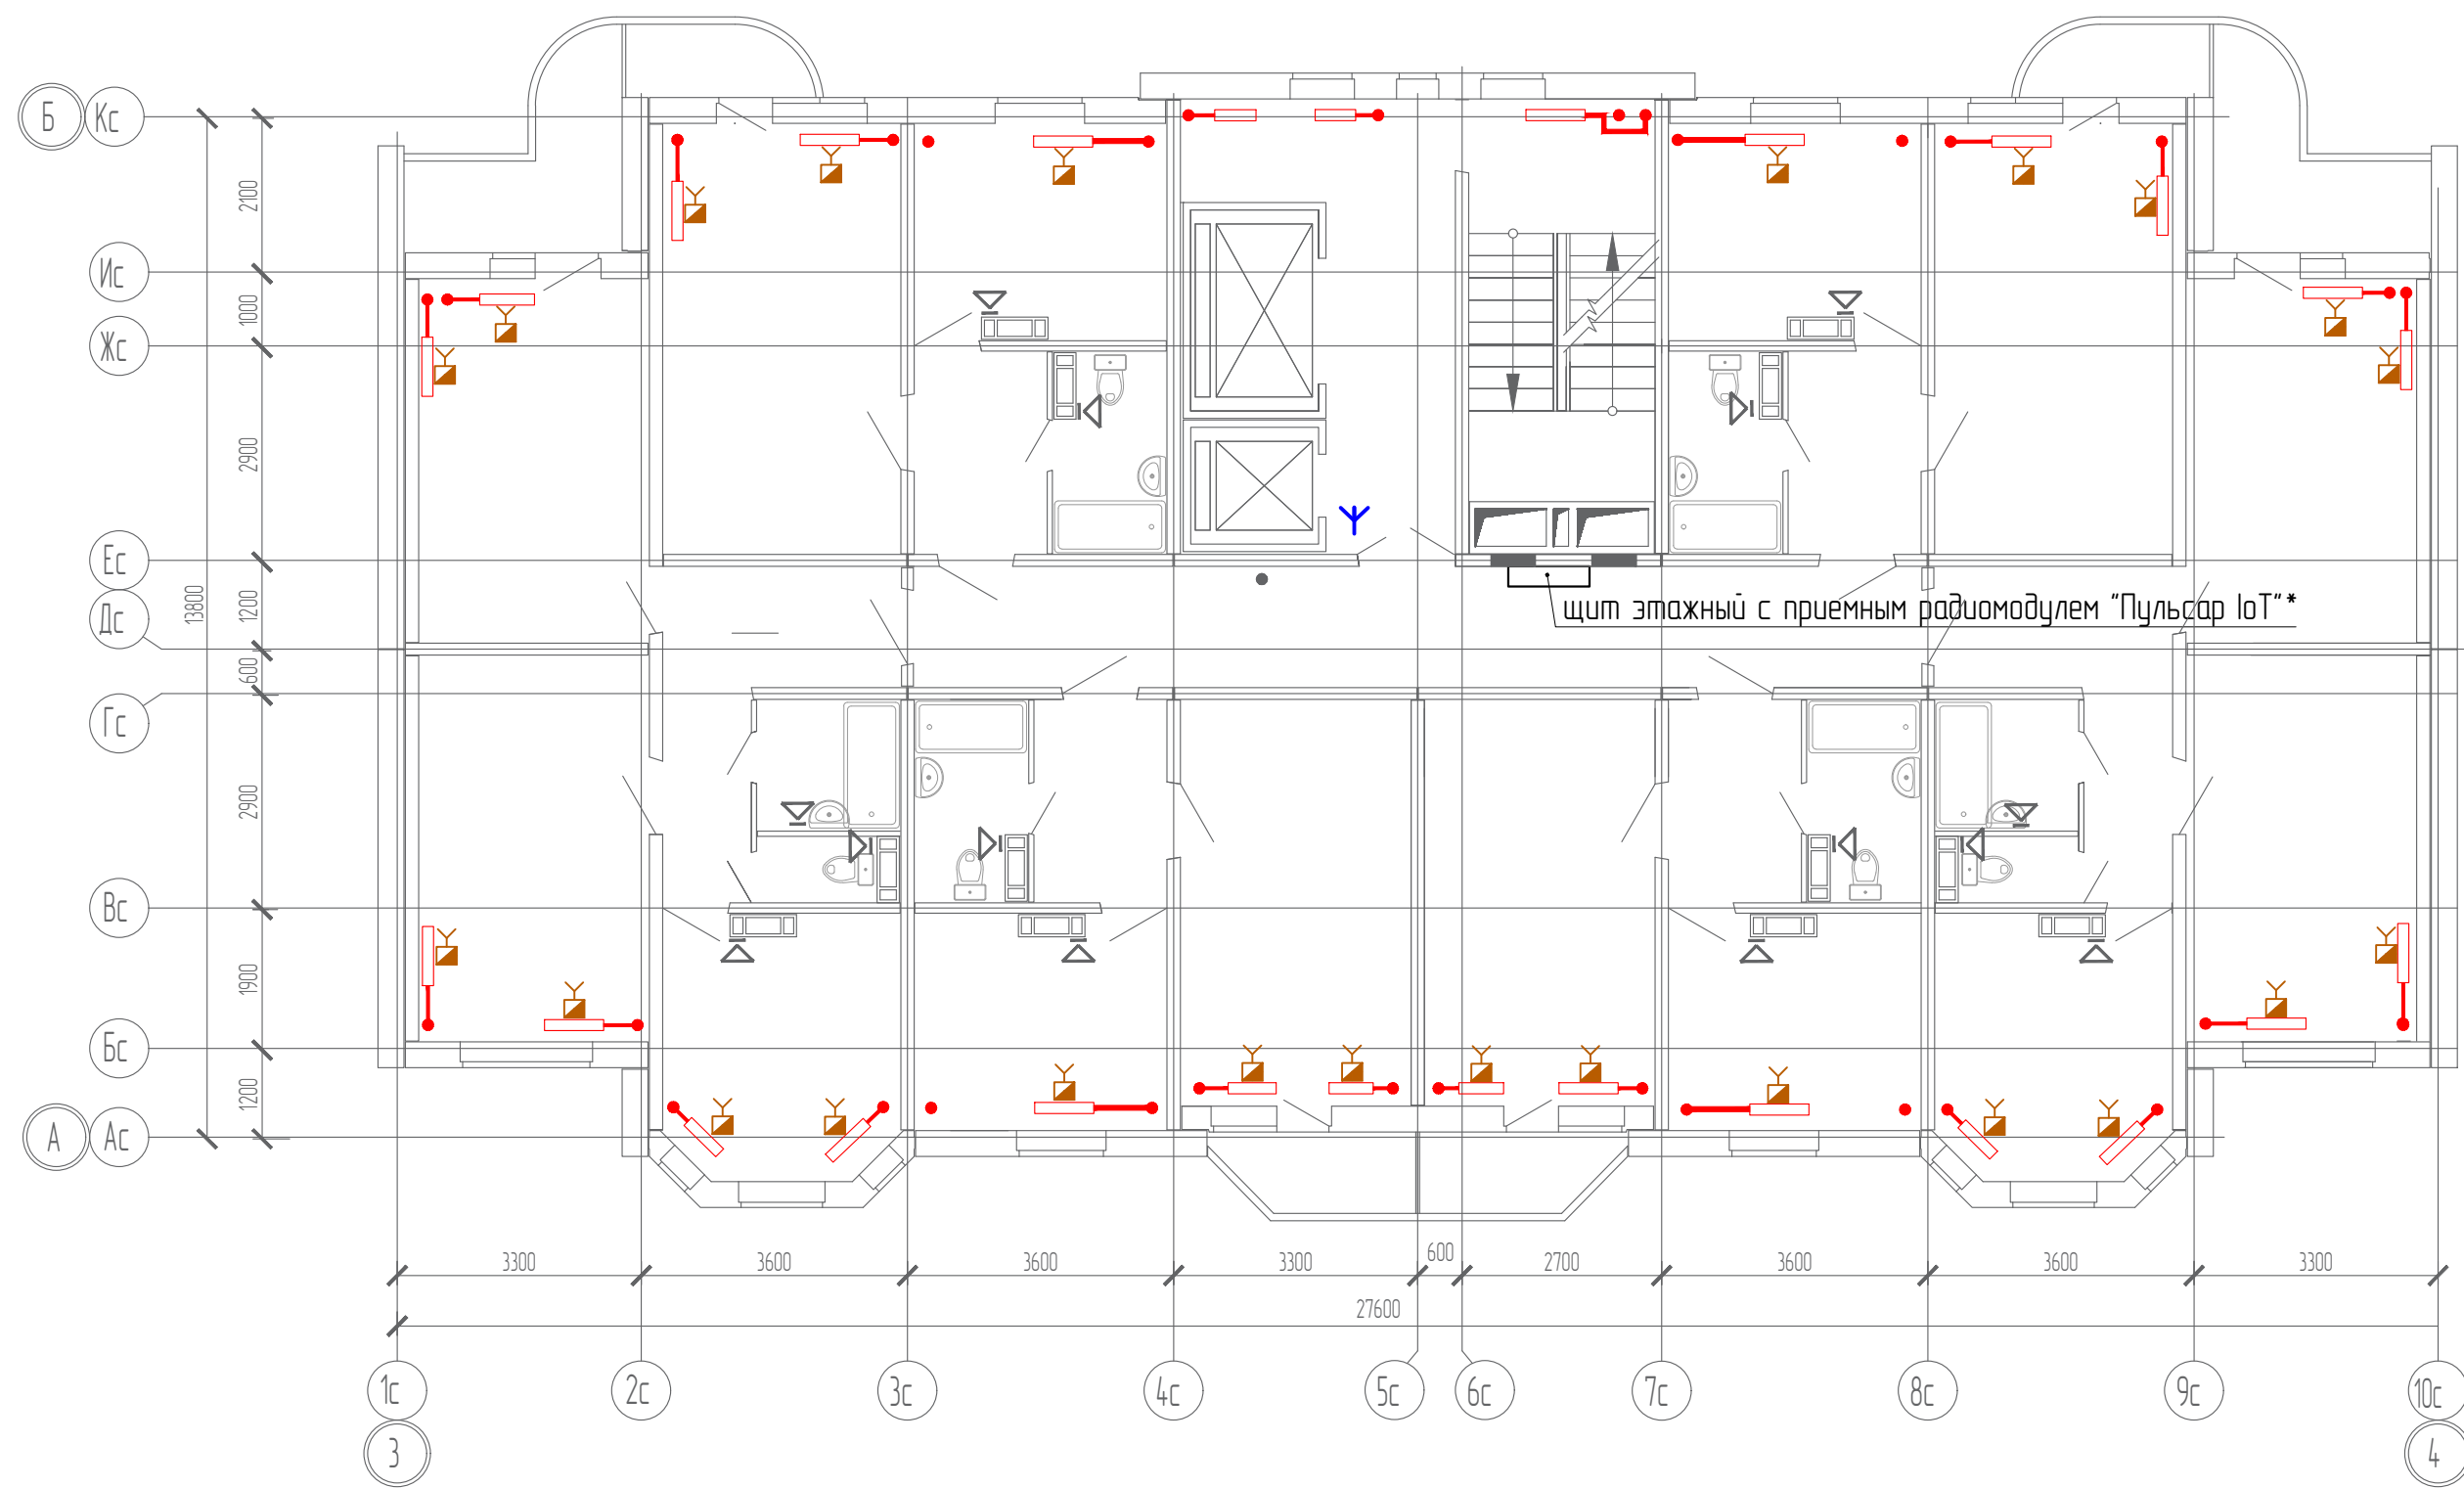 Б Кс
2100
Ис
1000
Жс
2900
Ес
1200
13800
щит этажный с приемным радиомодулем "Пульсар IoT"*
Дс
600
Гс
2900
Вс
1900
Бс
1200
А Ас
3300 3600 3600 3300 600 2700 3600 3600 3300
27600
1с 2с 3с 4с 5с 6с 7с 8с 9с 10с
3 4